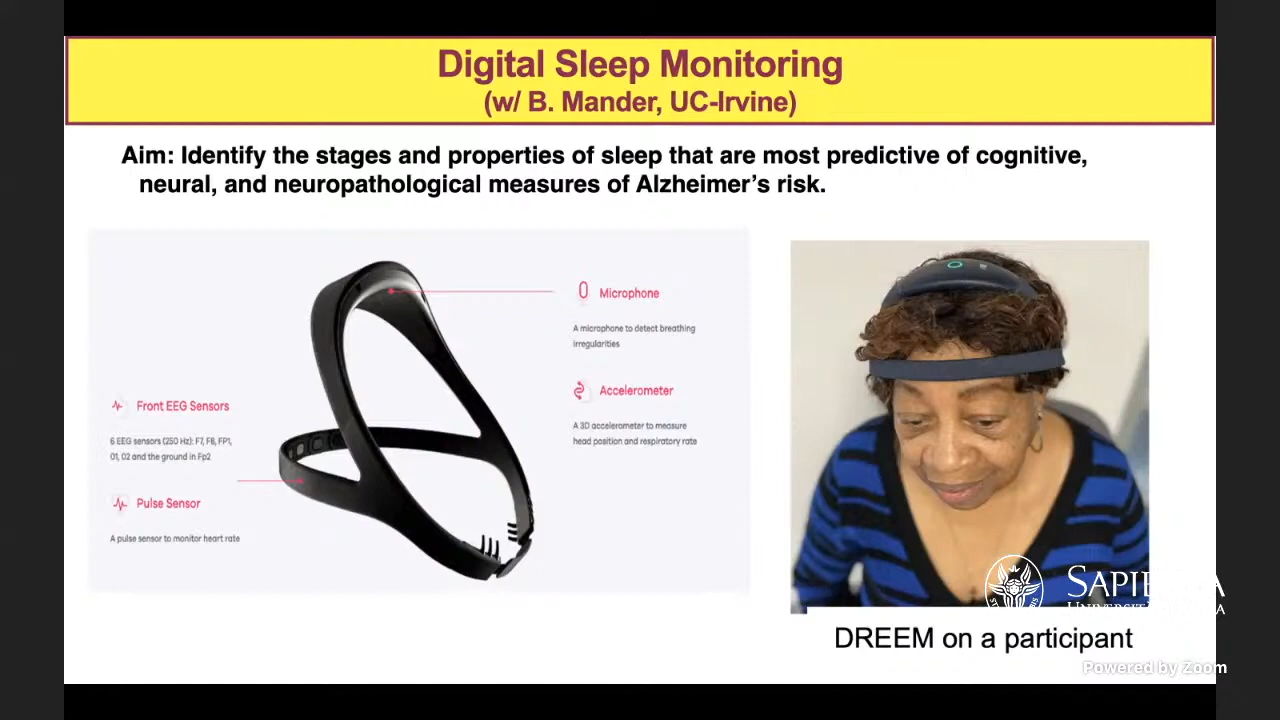 Digital Sleep Monitoring
(w/ B. Mander, UC-Irvine)
Aim: Identify the stages and properties of sleep that are most predictive of cognitive,
neural, and neuropathological measures of Alzheimer's risk.
Microphone
A microphone to detect breathing
irregularities
Accelerometer
A 3D accelerometer to measure
head position and respiratory rate
Front EEG Sensors
6 EEG sensors (250 Hz): F7, F8, FP1,
O1, O2 and the ground in Fp2
Pulse Sensor
A pulse sensor to monitor heart rate
DREEM on a participant
Powered by Zoom